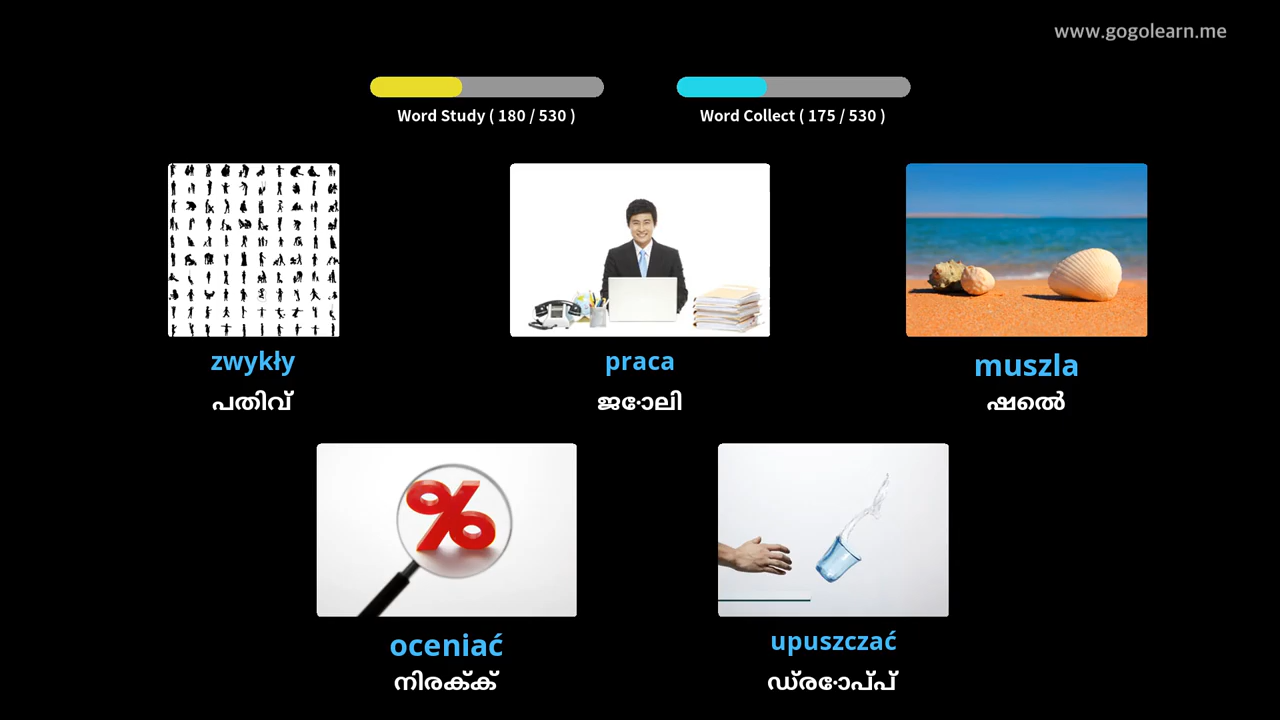 www.gogolearn.me
Word Study ( 180 / 530 )
Word Collect ( 175 / 530 )
zwykły
praca
muszla
പതിവ്
ജോലി
ഷെൽ
oceniać
upuszczać
നിരക്ക്
ഡ്രോപ്പ്